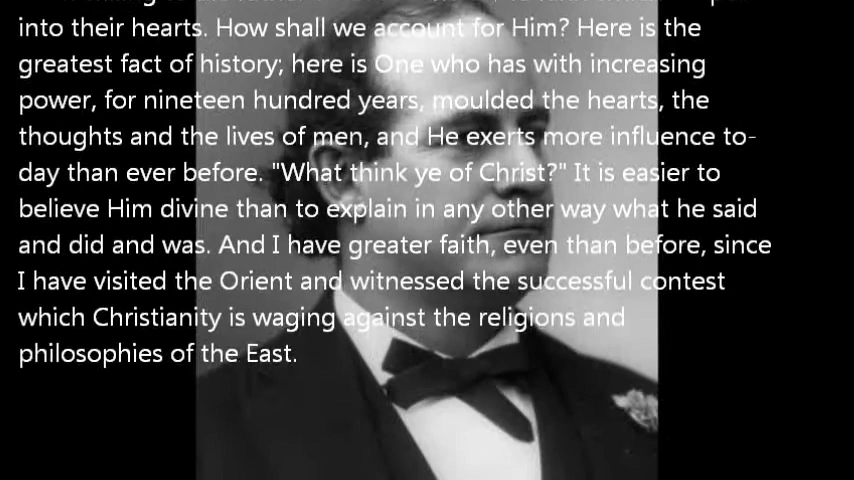 into their hearts. How shall we account for Him? Here is the
greatest fact of history; here is One who has with increasing
power, for nineteen hundred years, moulded the hearts, the
thoughts and the lives of men, and He exerts more influence to-
day than ever before. "What think ye of Christ?" It is easier to
believe Him divine than to explain in any other way what he said
and did and was. And I have greater faith, even than before, since
I have visited the Orient and witnessed the successful contest
which Christianity is waging against the religions and
philosophies of the East.